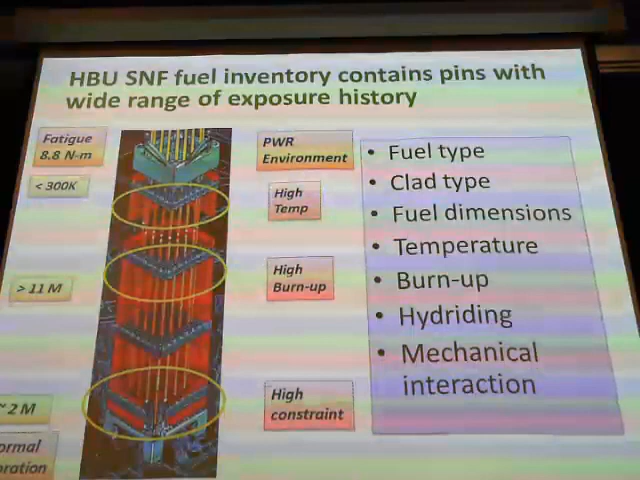 HBU SNF fuel inventory contains pins with
wide range of exposure history
Fatigue
8.8 N-m
< 300K
> 11 M
~ 2 M
PWR
Environment
High
Temp
High
Burn-up
High
constraint
• Fuel type
• Clad type
• Fuel dimensions
• Temperature
• Burn-up
• Hydriding
• Mechanical
interaction